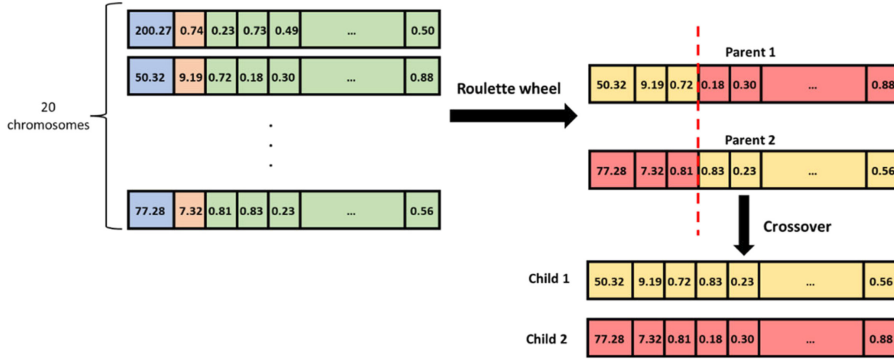 200.27 0.74 0.23 0.73 0.49 ... 0.50
50.32 9.19 0.72 0.18 0.30 ... 0.88
20
chromosomes
.
.
.
77.28 7.32 0.81 0.83 0.23 ... 0.56
Roulette wheel
Parent 1
50.32 9.19 0.72 0.18 0.30 ... 0.88
Parent 2
77.28 7.32 0.81 0.83 0.23 ... 0.56
Crossover
Child 1 50.32 9.19 0.72 0.83 0.23 ... 0.56
Child 2 77.28 7.32 0.81 0.18 0.30 ... 0.88